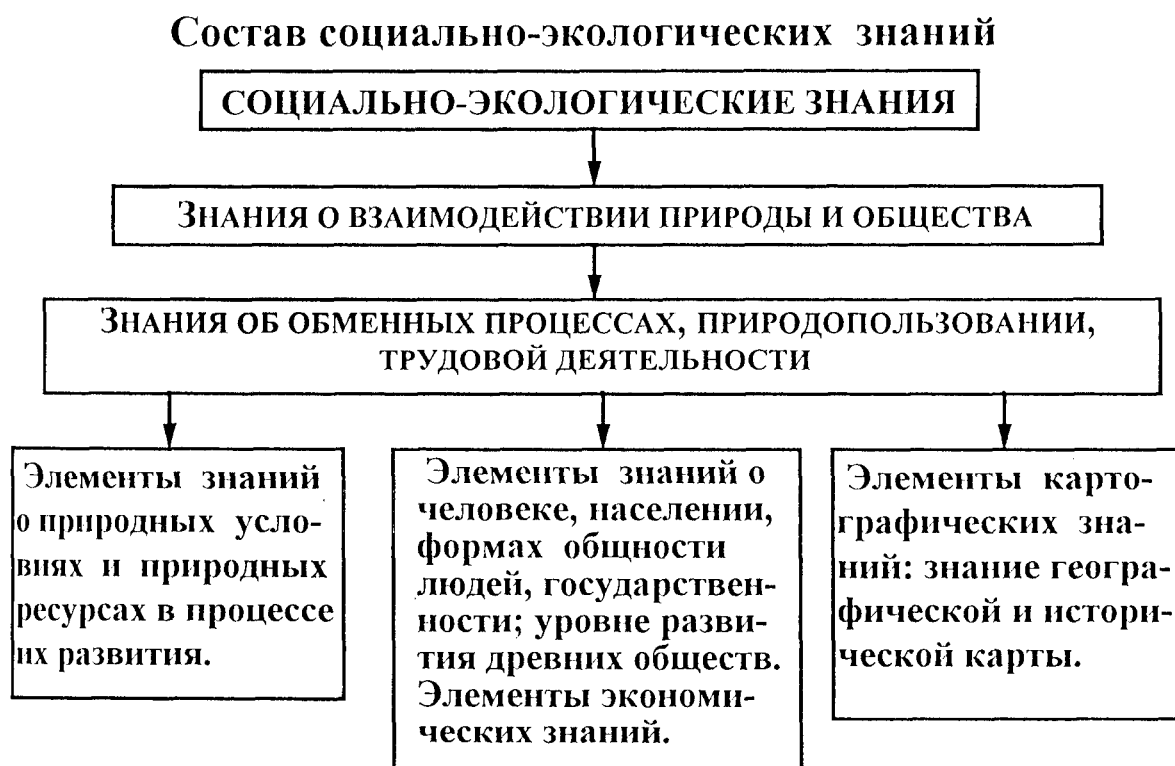 Состав социально-экологических знаний
СОЦИАЛЬНО-ЭКОЛОГИЧЕСКИЕ ЗНАНИЯ
ЗНАНИЯ О ВЗАИМОДЕЙСТВИИ ПРИРОДЫ И ОБЩЕСТВА
ЗНАНИЯ ОБ ОБМЕННЫХ ПРОЦЕССАХ, ПРИРОДОПОЛЬЗОВАНИИ,
ТРУДОВОЙ ДЕЯТЕЛЬНОСТИ
Элементы знаний
о природных усло-
виях и природных
ресурсах в процессе
их развития.
Элементы знаний о
человеке, населении,
формах общности
людей, государствен-
ности; уровне разви-
тия древних обществ.
Элементы экономи-
ческих знаний.
Элементы карто-
графических зна-
ний: знание геогра-
фической и истори-
ческой карты.